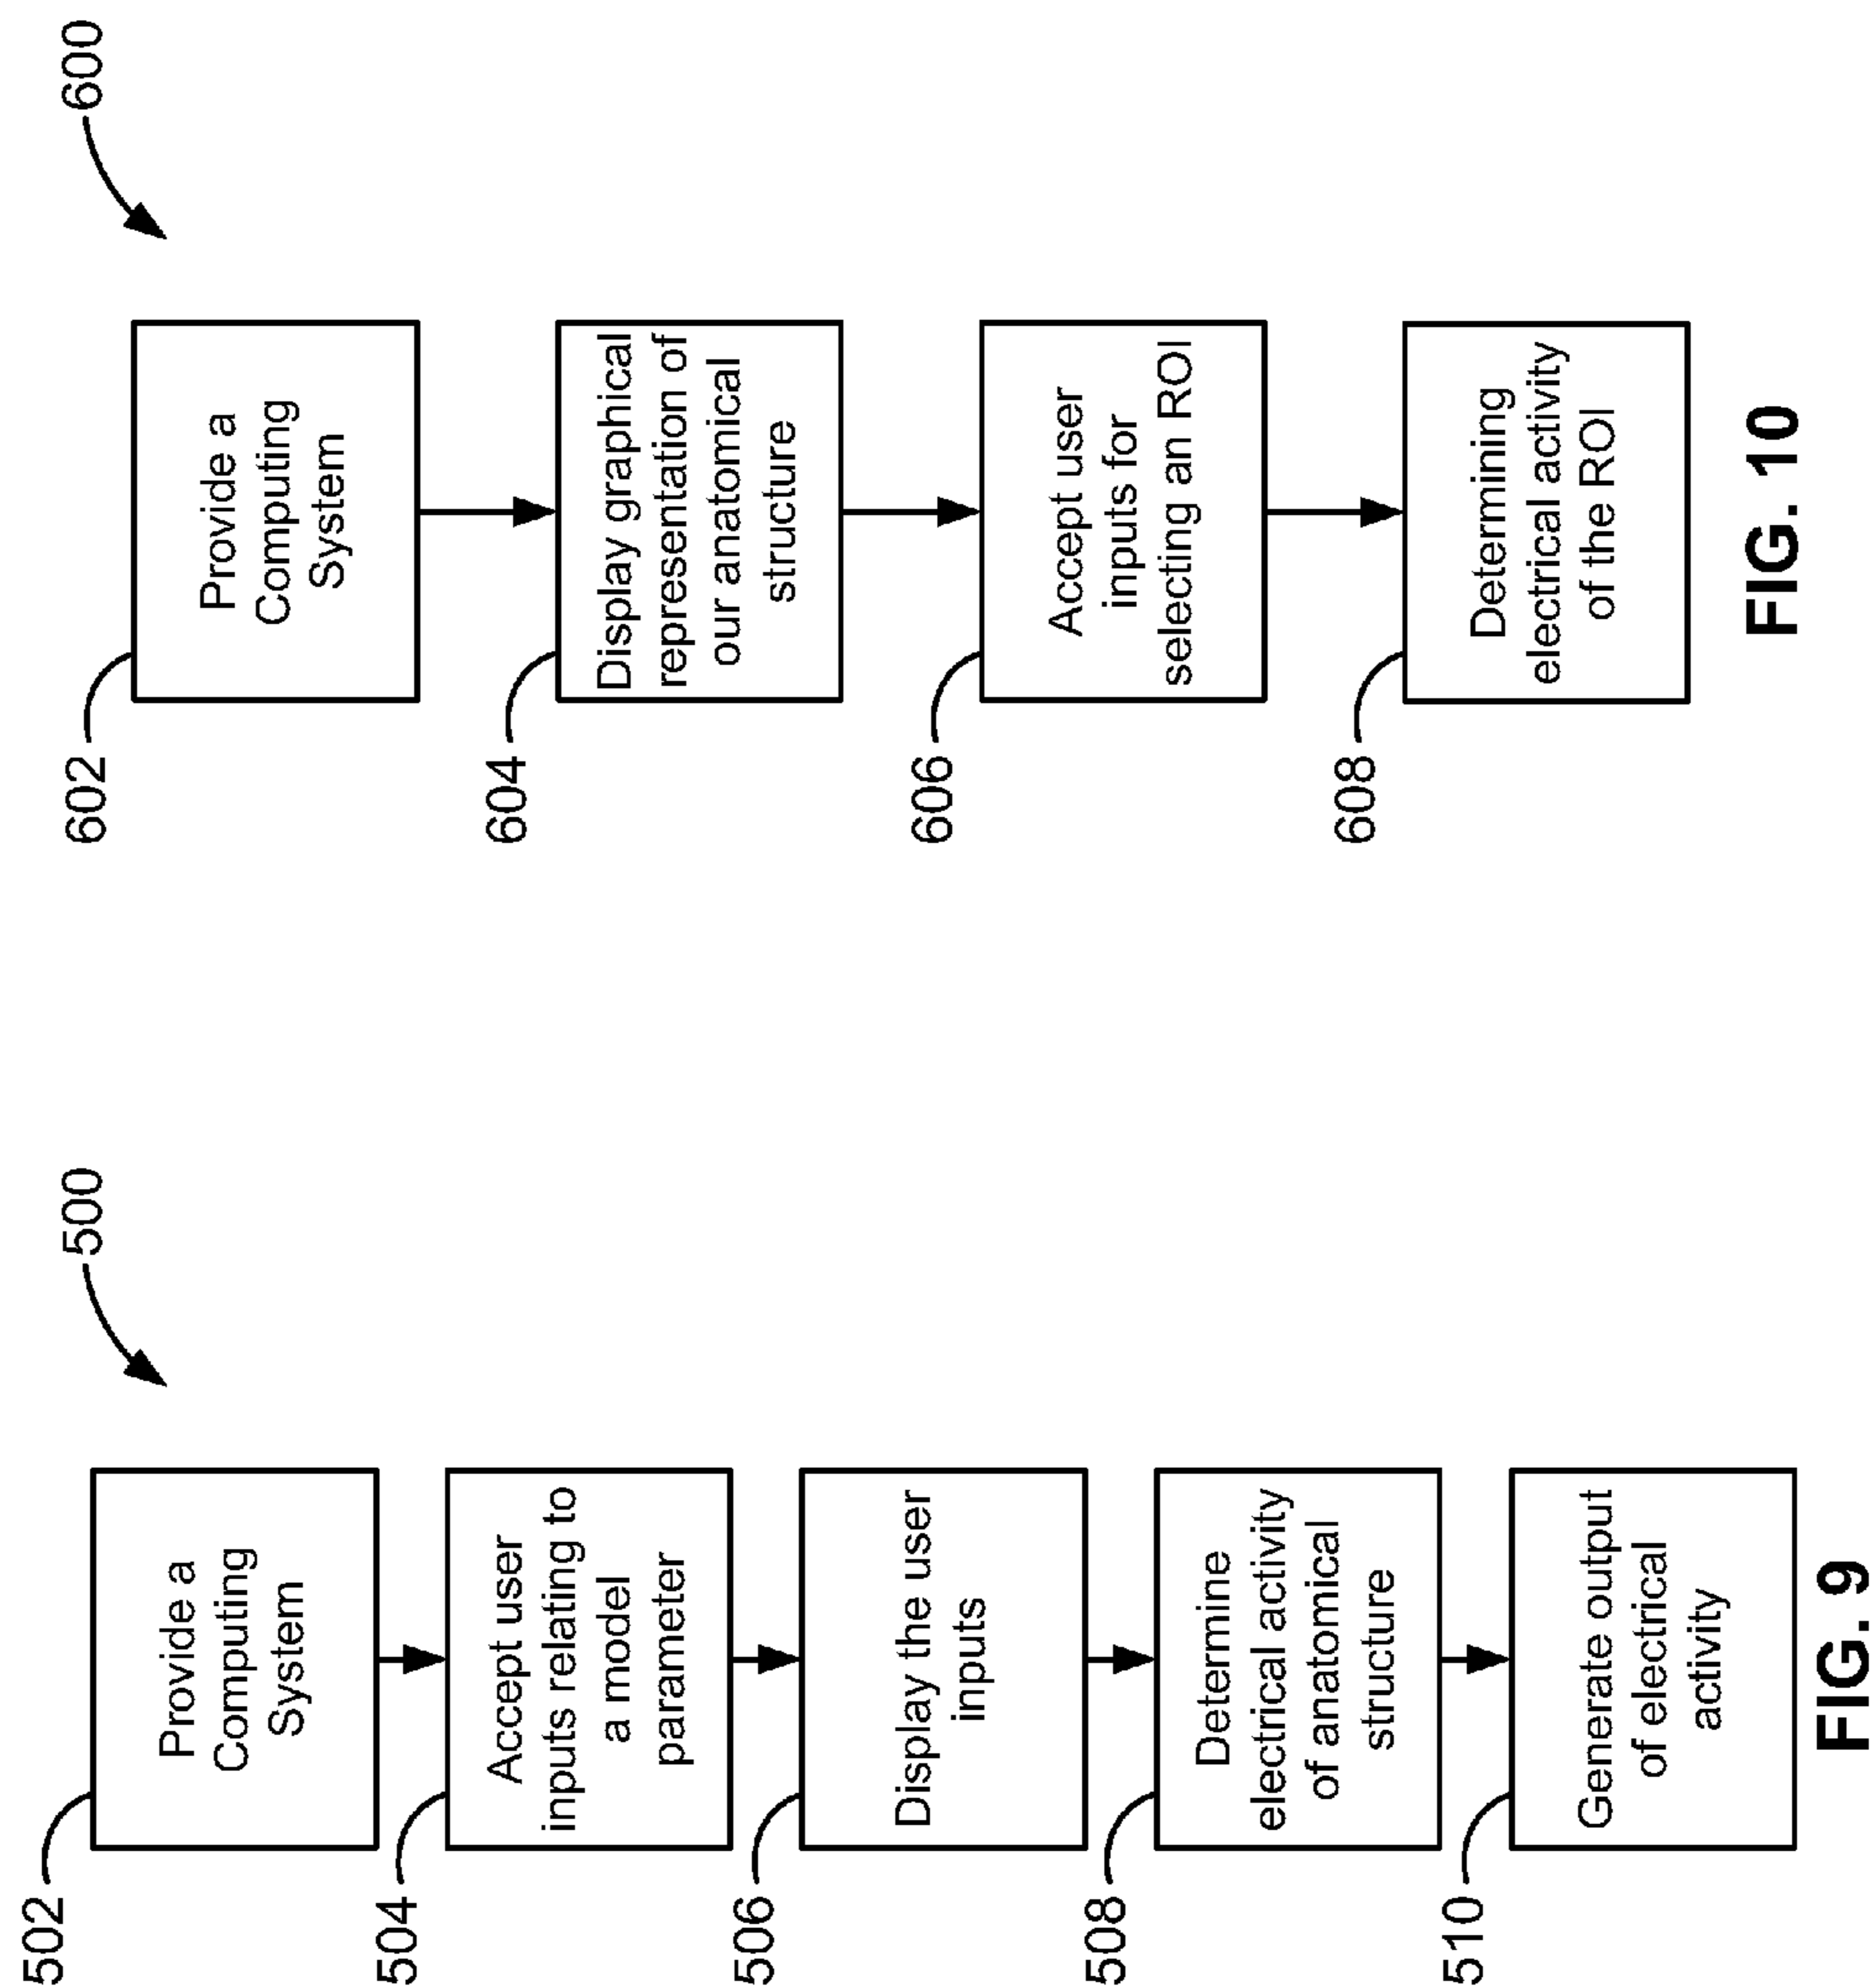 500
502
Provide a
Computing
System
504
Accept user
inputs relating to
a model
parameter
506
Display the user
inputs
508
Determine
electrical activity
of anatomical
structure
510
Generate output
of electrical
activity
FIG. 9
600
602
Provide a
Computing
System
604
Display graphical
representation of
our anatomical
structure
606
Accept user
inputs for
selecting an ROI
608
Determining
electrical activity
of the ROI
FIG. 10